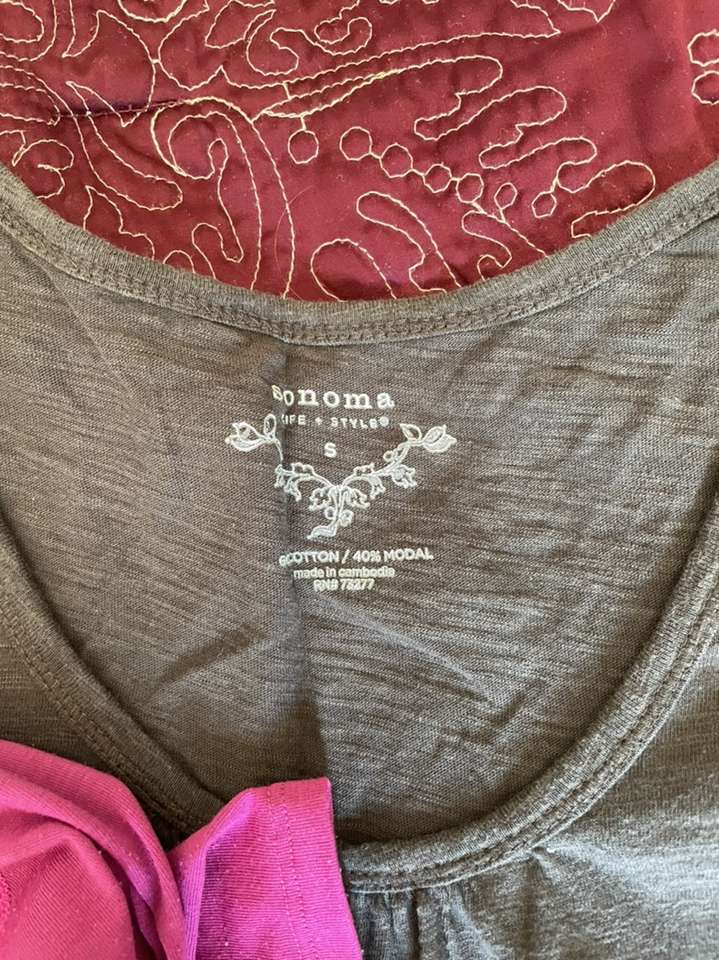 sonoma
LIFE + STYLE®
S
COTTON / 40% MODAL
made in cambodia
RN# 73277